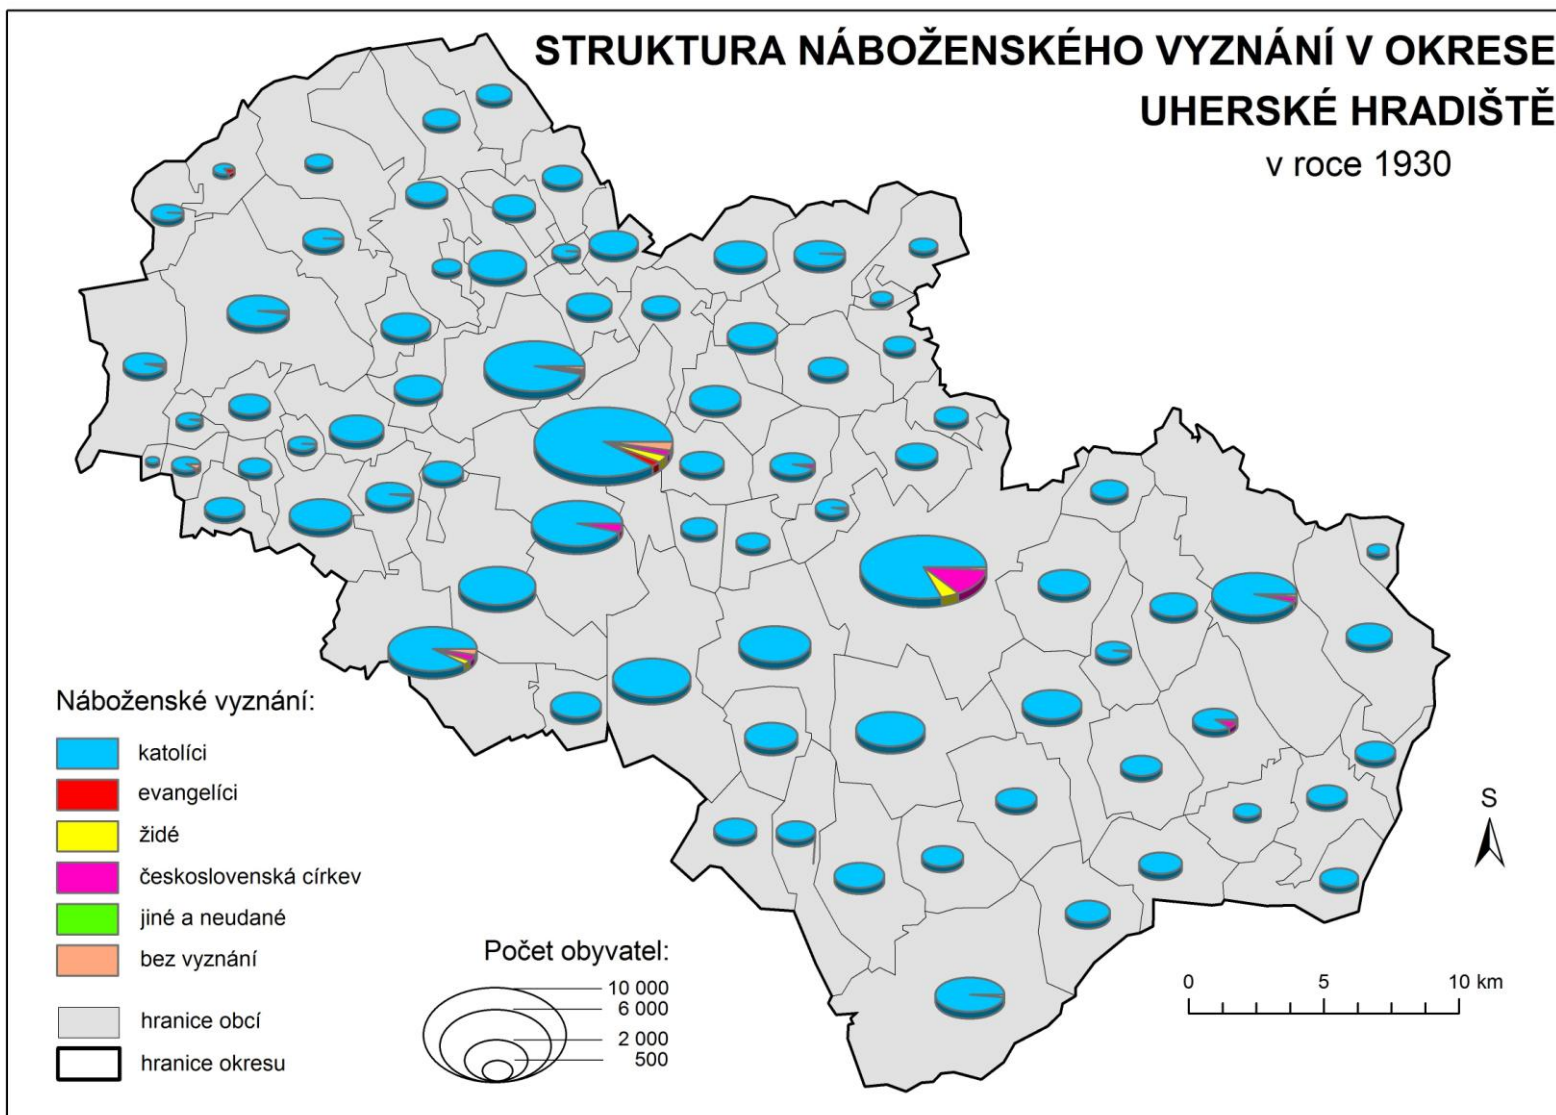 STRUKTURA NÁBOŽENSKÉHO VYZNÁNÍ V OKRESE
UHERSKÉ HRADIŠTĚ
v roce 1930
Náboženské vyznání:
katolíci
evangelíci
židé
československá církev
jiné a neudané
bez vyznání
hranice obcí
hranice okresu
Počet obyvatel:
10 000
6 000
2 000
500
S
0 5 10 km